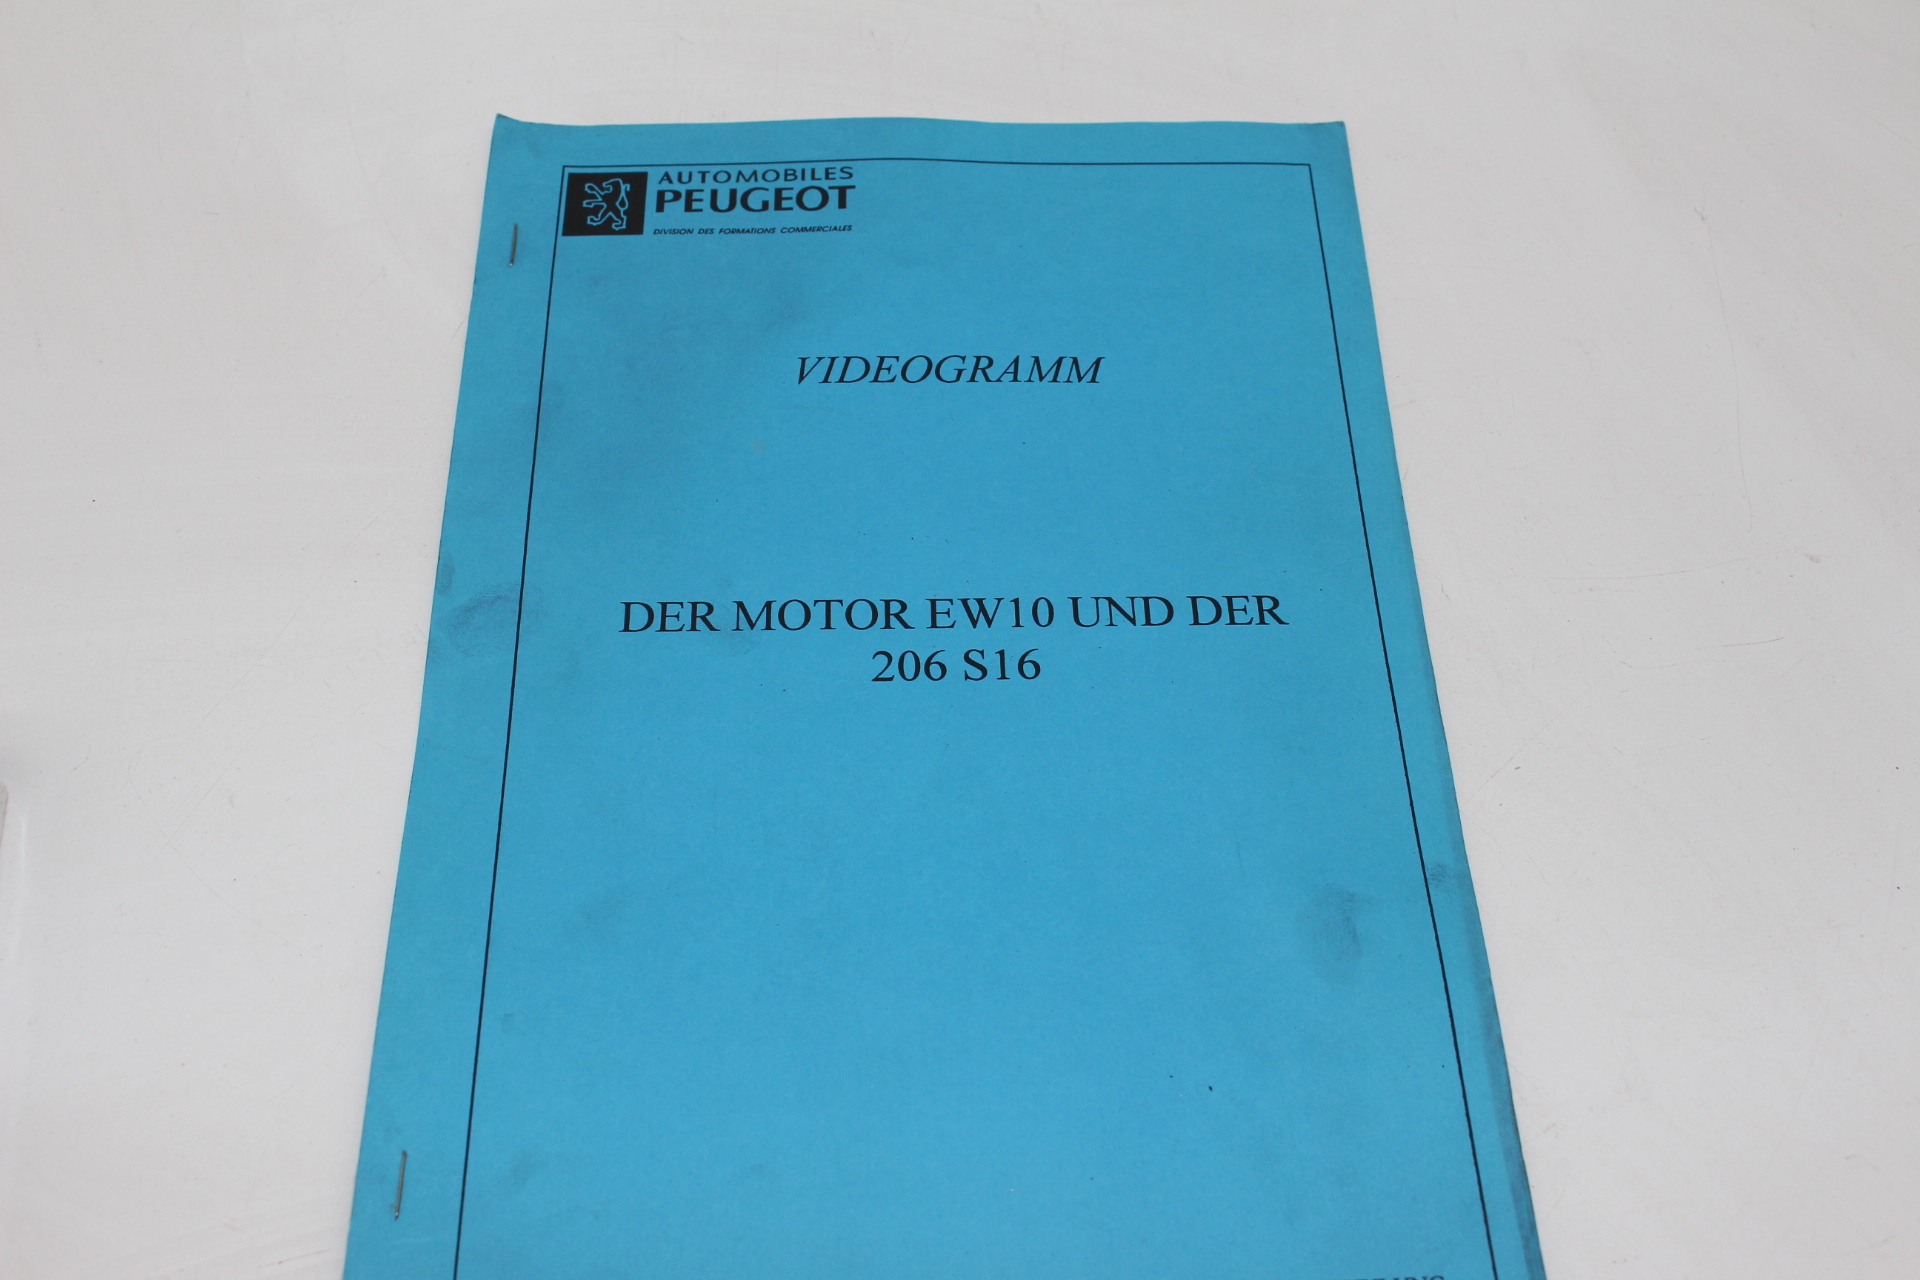 AUTOMOBILES
PEUGEOT
DIVISION DES FORMATIONS COMMERCIALES
VIDEOGRAMM
DER MOTOR EW10 UND DER
206 S16